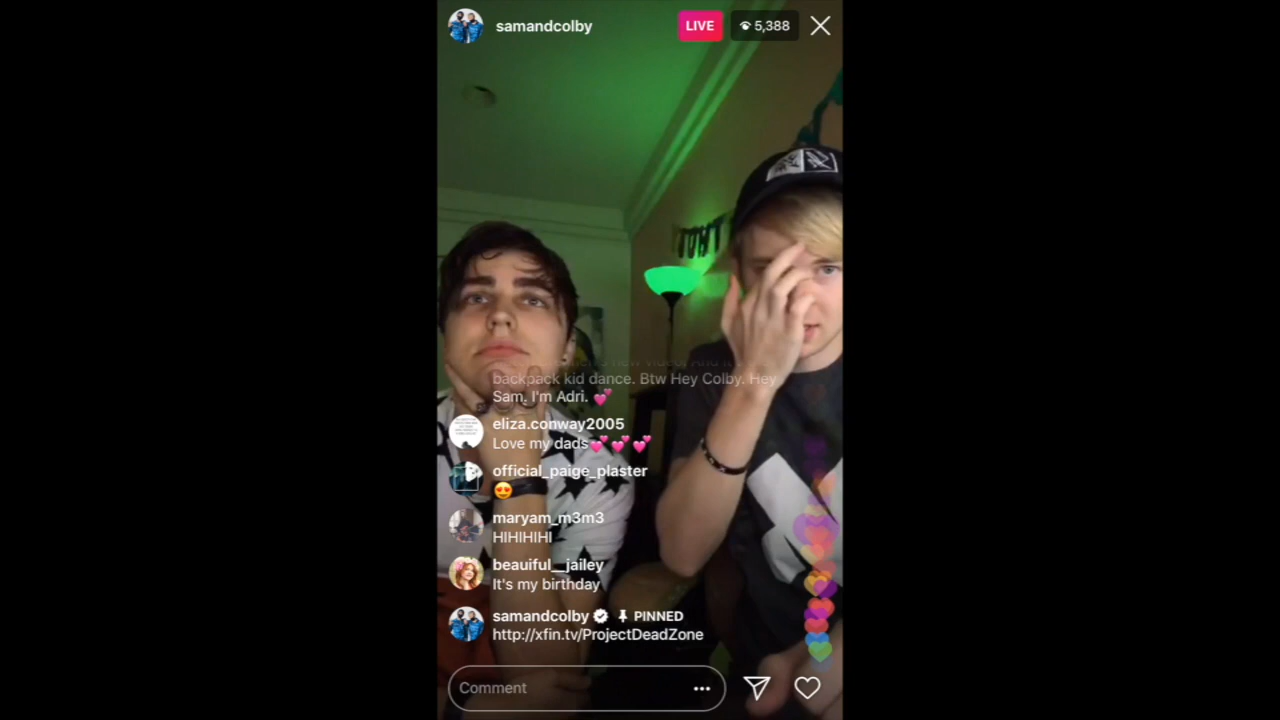 samandcolby
LIVE
5,388
backpack kid dance. Btw Hey Colby. Hey
Sam. I'm Adri. 💕
eliza.conway2005
Love my dads💕💕💕
official_paige_plaster
😍
maryam_m3m3
HIHIHIHI
beauiful__jailey
It's my birthday
samandcolby PINNED
http://xfin.tv/ProjectDeadZone
Comment